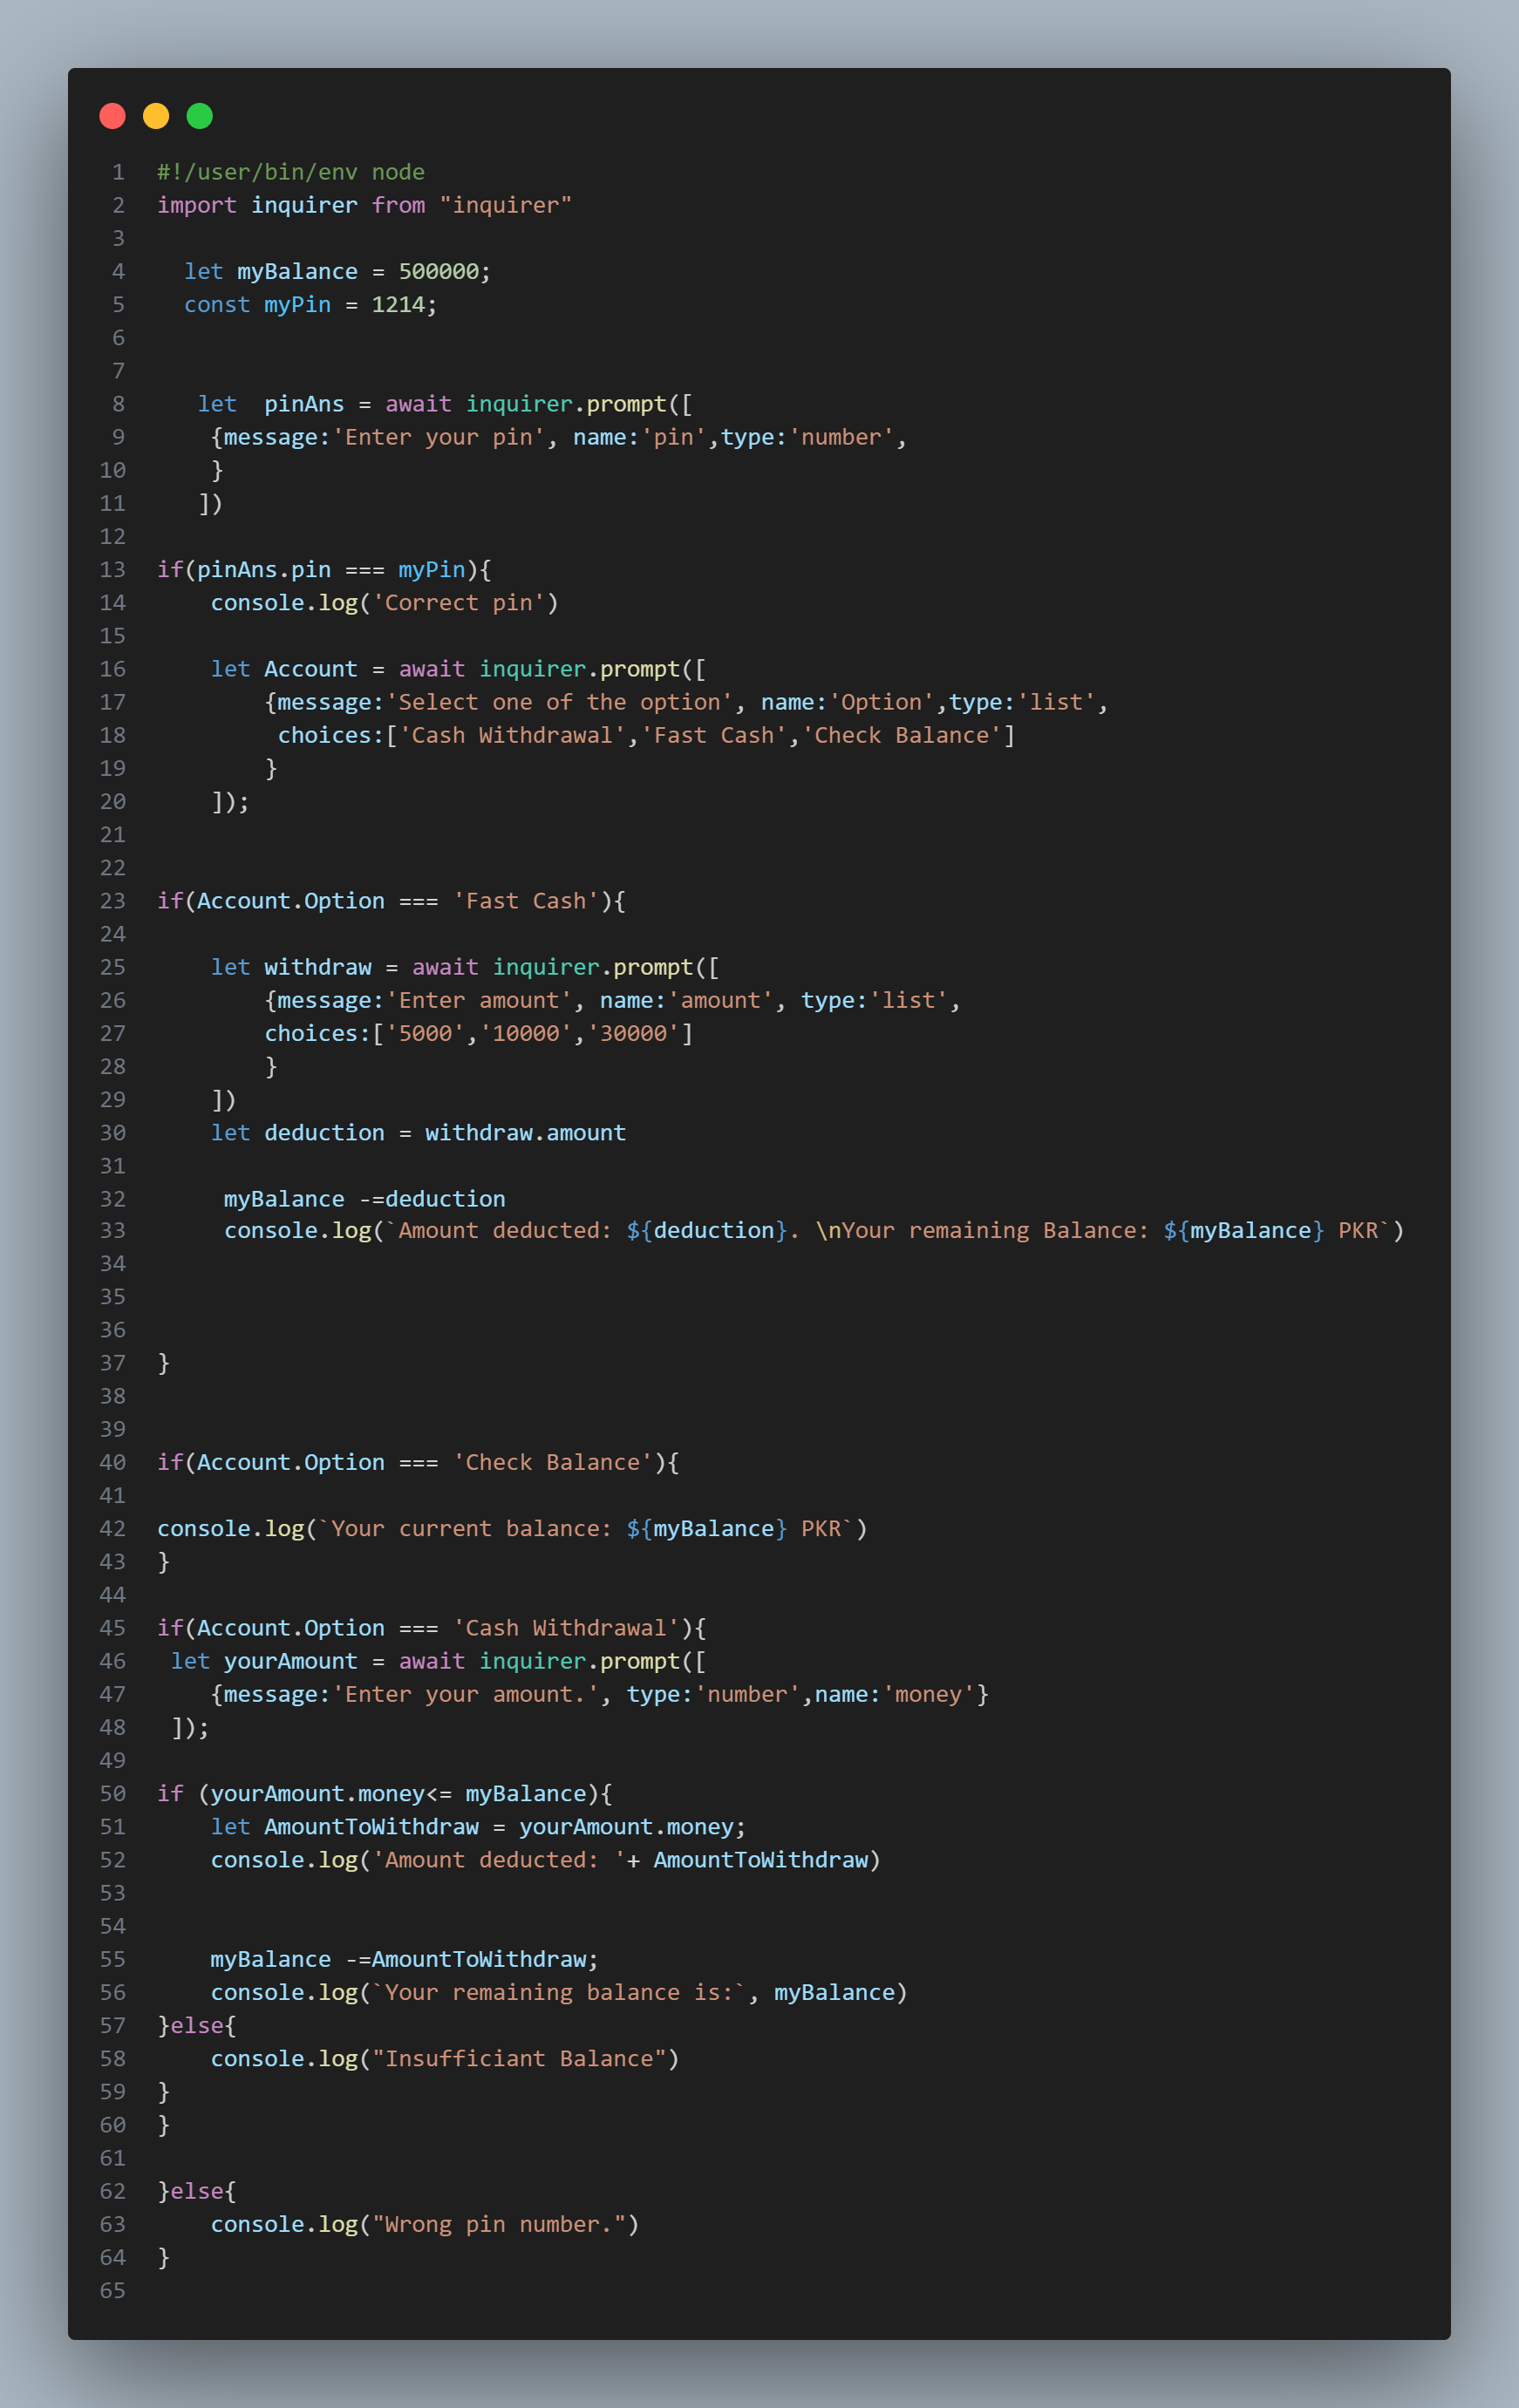 1 #!/user/bin/env node
2 import inquirer from "inquirer"
3
4   let myBalance = 500000;
5   const myPin = 1214;
6
7
8    let  pinAns = await inquirer.prompt([
9     {message:'Enter your pin', name:'pin',type:'number',
10     }
11    ])
12
13 if(pinAns.pin === myPin){
14     console.log('Correct pin')
15
16     let Account = await inquirer.prompt([
17         {message:'Select one of the option', name:'Option',type:'list',
18          choices:['Cash Withdrawal','Fast Cash','Check Balance']
19         }
20     ]);
21
22
23 if(Account.Option === 'Fast Cash'){
24
25     let withdraw = await inquirer.prompt([
26         {message:'Enter amount', name:'amount', type:'list',
27         choices:['5000','10000','30000']
28         }
29     ])
30     let deduction = withdraw.amount
31
32      myBalance -=deduction
33      console.log(`Amount deducted: ${deduction}. \nYour remaining Balance: ${myBalance} PKR`)
34
35
36
37 }
38
39
40 if(Account.Option === 'Check Balance'){
41
42 console.log(`Your current balance: ${myBalance} PKR`)
43 }
44
45 if(Account.Option === 'Cash Withdrawal'){
46  let yourAmount = await inquirer.prompt([
47     {message:'Enter your amount.', type:'number',name:'money'}
48  ]);
49
50 if (yourAmount.money<= myBalance){
51     let AmountToWithdraw = yourAmount.money;
52     console.log('Amount deducted: '+ AmountToWithdraw)
53
54
55     myBalance -=AmountToWithdraw;
56     console.log(`Your remaining balance is:`, myBalance)
57 }else{
58     console.log("Insufficiant Balance")
59 }
60 }
61
62 }else{
63     console.log("Wrong pin number.")
64 }
65